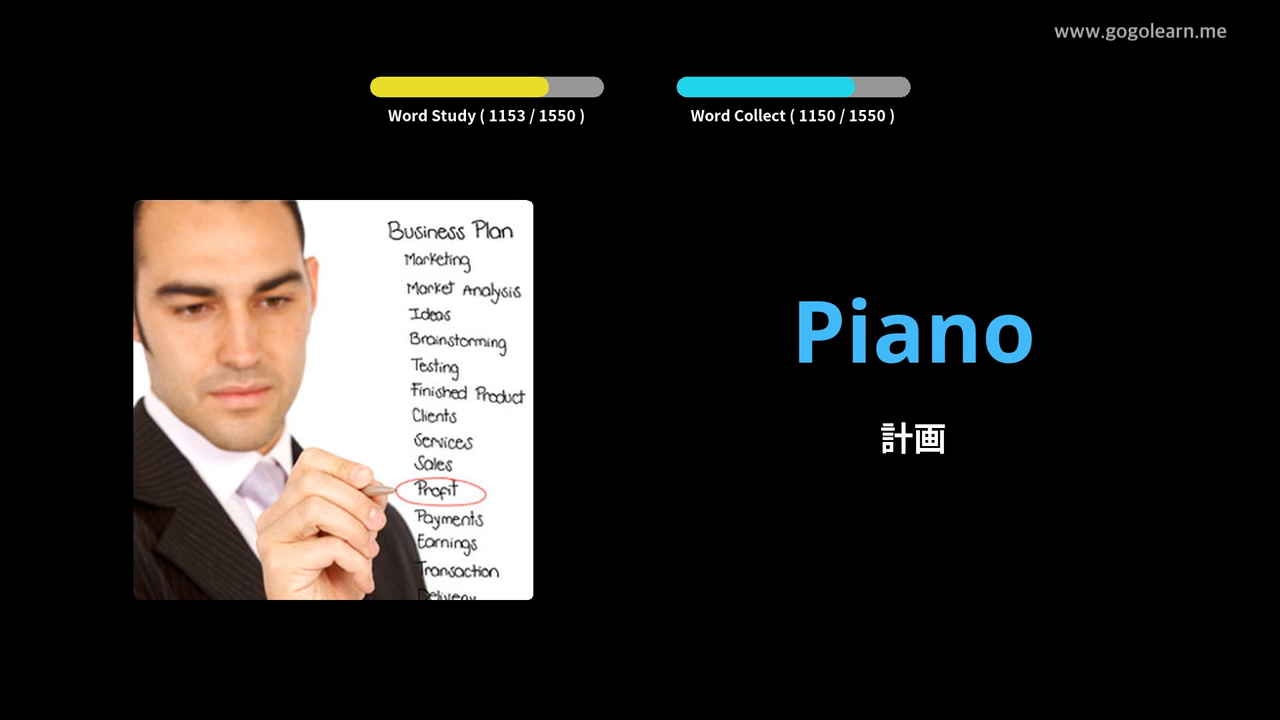 www.gogolearn.me
Word Study ( 1153 / 1550 )
Word Collect ( 1150 / 1550 )
Business Plan
Marketing
Market Analysis
Ideas
Brainstorming
Testing
Finished Product
Clients
Services
Sales
Profit
Payments
Earnings
Transaction
Delivery
Piano
計画